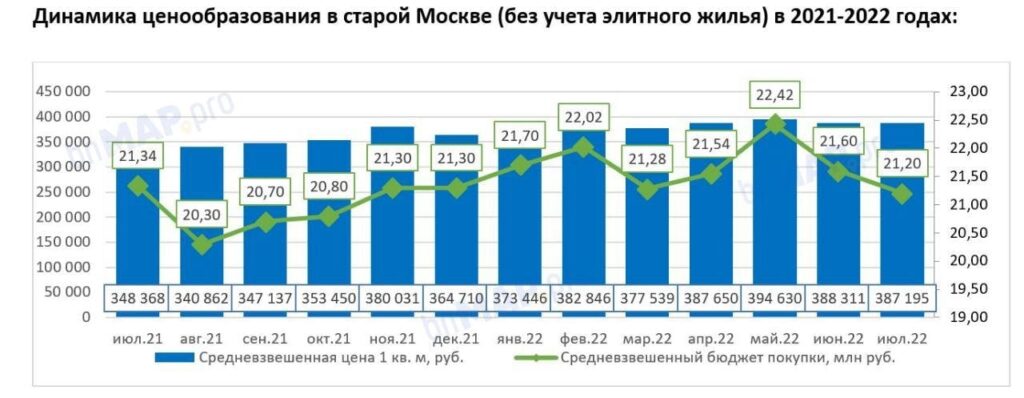 Динамика ценообразования в старой Москве (без учета элитного жилья) в 2021-2022 годах:
450 000
400 000
350 000
300 000
250 000
200 000
150 000
100 000
50 000
0
23,00
22,50
22,00
21,50
21,00
20,50
20,00
19,50
19,00
21,34 20,30 20,70 20,80 21,30 21,30 21,70 22,02 21,28 21,54 22,42 21,60 21,20
348 368 340 862 347 137 353 450 380 031 364 710 373 446 382 846 377 539 387 650 394 630 388 311 387 195
июл.21 авг.21 сен.21 окт.21 ноя.21 дек.21 янв.22 фев.22 мар.22 апр.22 май.22 июн.22 июл.22
Средневзвешенная цена 1 кв. м, руб. Средневзвешенный бюджет покупки, млн руб.
bnMAP.pro
bnMAP.pro
bnMAP.pro